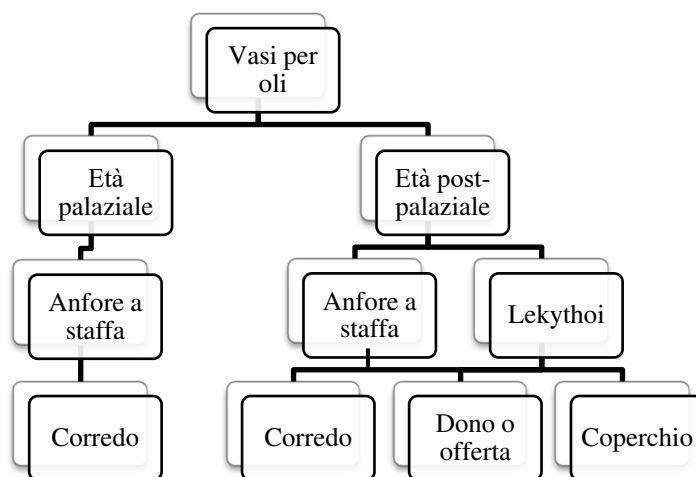 Vasi per
oli
Età
palaziale
Età post-
palaziale
Anfore a
staffa
Anfore a
staffa
Lekythoi
Corredo
Corredo
Dono o
offerta
Coperchio